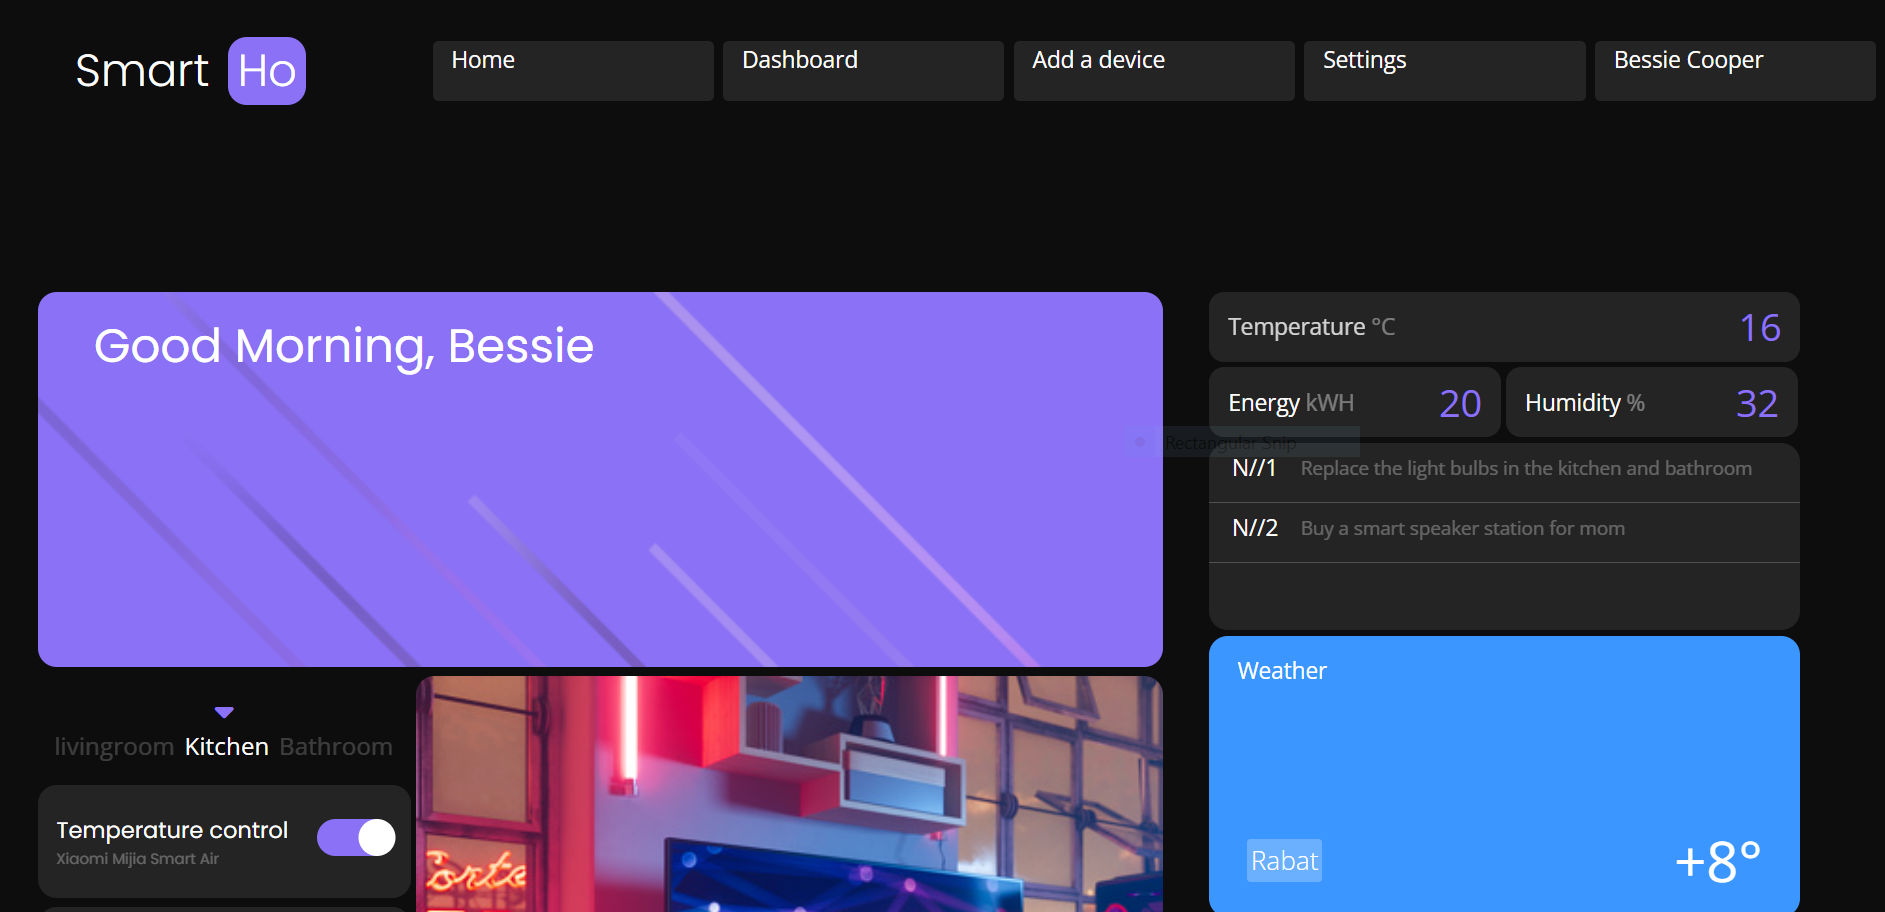 Smart Ho
Home
Dashboard
Add a device
Settings
Bessie Cooper
Good Morning, Bessie
Temperature °C 16
Energy kWH 20
Humidity % 32
Rectangular Snip
N//1 Replace the light bulbs in the kitchen and bathroom
N//2 Buy a smart speaker station for mom
Weather
Rabat +8°
livingroom Kitchen Bathroom
Temperature control
Xiaomi Mijia Smart Air